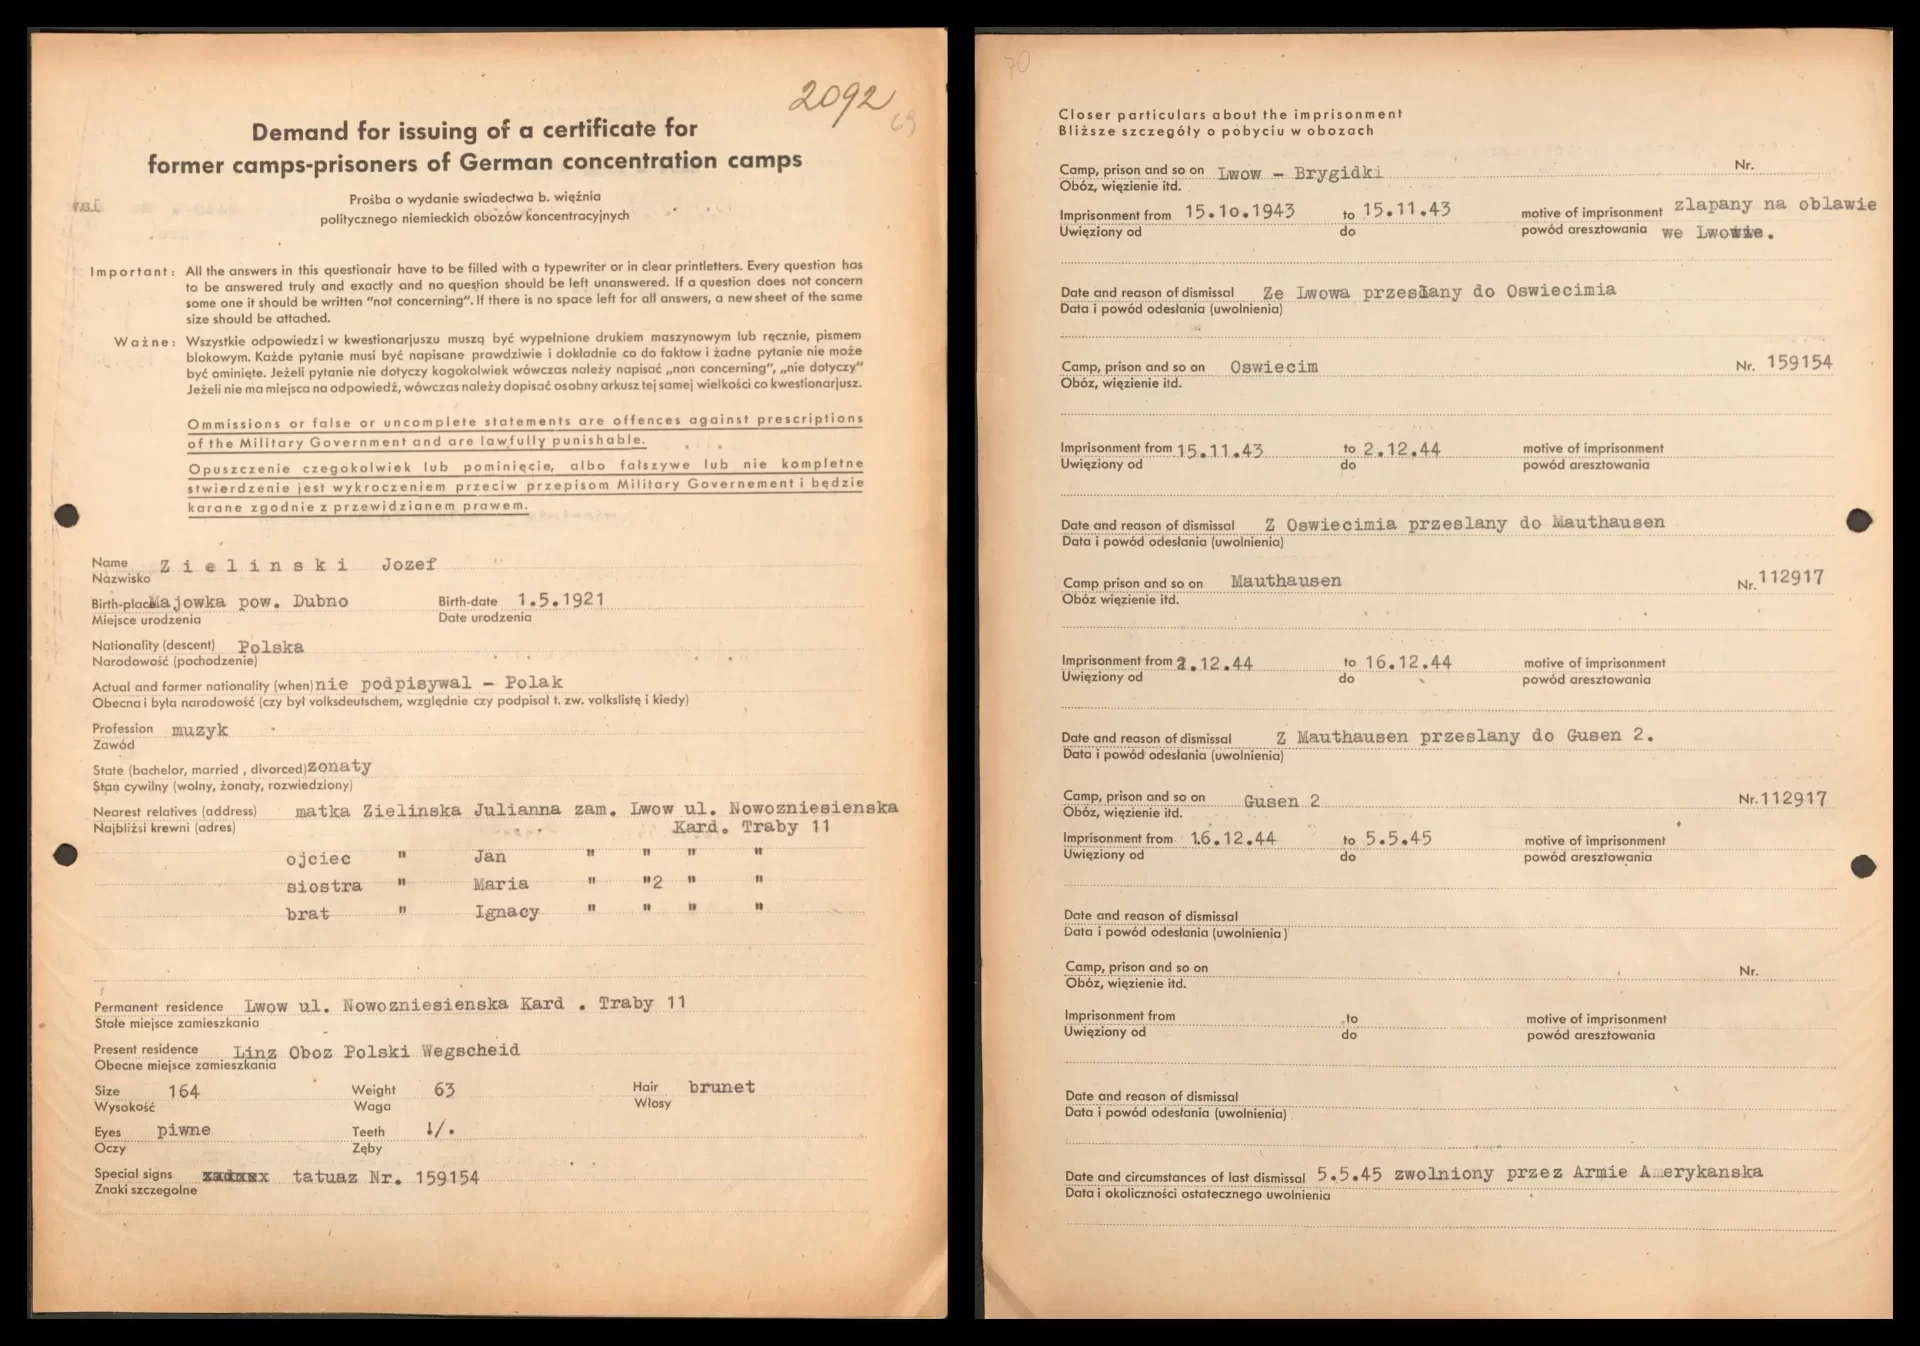 2092
69
Demand for issuing of a certificate for
former camps-prisoners of German concentration camps
Prośba o wydanie swiadectwa b. więźnia
politycznego niemieckich obozów koncentracyjnych
Important: All the answers in this questionair have to be filled with a typewriter or in clear printletters. Every question has
to be answered truly and exactly and no question should be left unanswered. If a question does not concern
some one it should be written "not concerning". If there is no space left for all answers, a new sheet of the same
size should be attached.
Ważne: Wszystkie odpowiedzi w kwestionarjuszu muszą być wypełnione drukiem maszynowym lub ręcznie, pismem
blokowym. Każde pytanie musi być napisane prawdziwie i dokładnie co do faktow i żadne pytanie nie może
być ominięte. Jeżeli pytanie nie dotyczy kogokolwiek wówczas należy napisać „non concerning", „nie dotyczy"
Jeżeli nie ma miejsca na odpowiedź, wówczas należy dopisać osobny arkusz tej samej wielkości co kwestionarjusz.
Ommissions or false or uncomplete statements are offences against prescriptions
of the Military Government and are lawfully punishable.
Opuszczenie czegokolwiek lub pominięcie, albo fałszywe lub nie kompletne
stwierdzenie jest wykroczeniem przeciw przepisom Military Governement i będzie
karane zgodnie z przewidzianem prawem.
Name Zielinski Jozef
Nazwisko
Birth-place Majowka pow. Dubno Birth-date 1.5.1921
Miejsce urodzenia Date urodzenia
Nationality (descent) Polska
Narodowość (pochodzenie)
Actual and former nationality (when) nie podpisywal - Polak
Obecna i byla narodowość (czy był volksdeutschem, względnie czy podpisał t. zw. volkslistę i kiedy)
Profession muzyk
Zawód
State (bachelor, married , divorced) zonaty
Stan cywilny (wolny, żonaty, rozwiedziony)
Nearest relatives (address) matka Zielinska Julianna zam. Lwow ul. Nowozniesienska
Najbliżsi krewni (adres) Kard. Traby 11
ojciec " Jan " " " "
siostra " Maria " "2 " "
brat " Ignacy " " " "
Permanent residence Lwow ul. Nowozniesienska Kard . Traby 11
Stałe miejsce zamieszkania
Present residence Linz Oboz Polski Wegscheid
Obecne miejsce zamieszkania
Size 164 Weight 63 Hair brunet
Wysokość Waga Włosy
Eyes piwne Teeth 1/.
Oczy Zęby
Special signs tatuaz Nr. 159154
Znaki szczegolne
70
Closer particulars about the imprisonment
Bliższe szczegóły o pobyciu w obozach
Camp, prison and so on Lwow - Brygidki Nr.
Obóz, więzienie itd.
Imprisonment from 15.10.1943 to 15.11.43 motive of imprisonment zlapany na oblawie
Uwięziony od do powód aresztowania we Lwowie.
Date and reason of dismissal Ze Lwowa przeslany do Oswiecimia
Data i powód odesłania (uwolnienia)
Camp, prison and so on Oswiecim Nr. 159154
Obóz, więzienie itd.
Imprisonment from 15.11.43 to 2.12.44 motive of imprisonment
Uwięziony od do powód aresztowania
Date and reason of dismissal Z Oswiecimia przeslany do Mauthausen
Data i powód odesłania (uwolnienia)
Camp prison and so on Mauthausen Nr. 112917
Obóz więzienie itd.
Imprisonment from 2.12.44 to 16.12.44 motive of imprisonment
Uwięziony od do powód aresztowania
Date and reason of dismissal Z Mauthausen przeslany do Gusen 2.
Data i powód odesłania (uwolnienia)
Camp, prison and so on Gusen 2 Nr. 112917
Obóz, więzienie itd.
Imprisonment from 16.12.44 to 5.5.45 motive of imprisonment
Uwięziony od do powód aresztowania
Date and reason of dismissal
Data i powód odesłania (uwolnienia)
Camp, prison and so on Nr.
Obóz, więzienie itd.
Imprisonment from to motive of imprisonment
Uwięziony od do powód aresztowania
Date and reason of dismissal
Data i powód odesłania (uwolnienia)
Date and circumstances of last dismissal 5.5.45 zwolniony przez Armie Amerykanska
Data i okoliczności ostatecznego uwolnienia